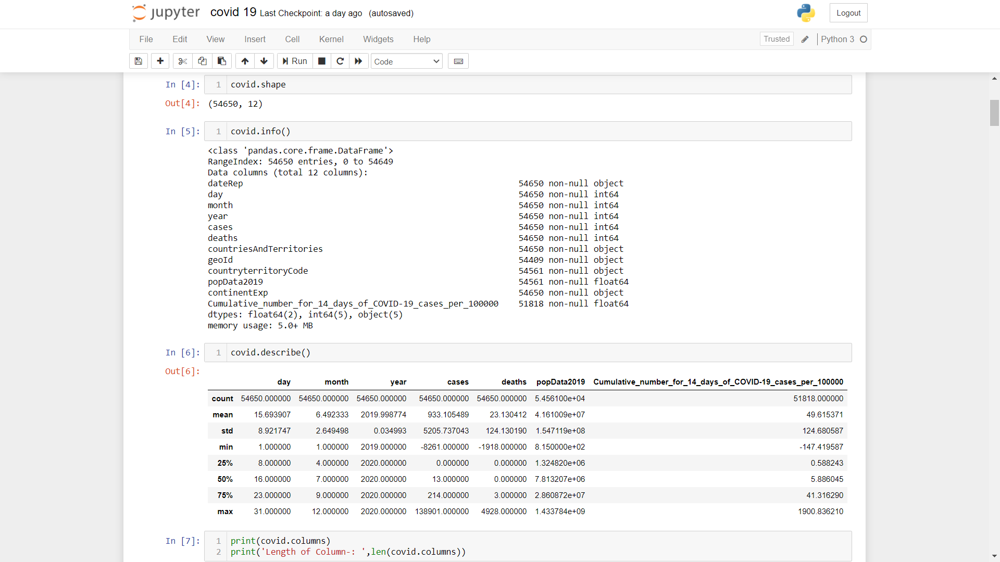 jupyter covid 19 Last Checkpoint: a day ago (autosaved) Logout
File Edit View Insert Cell Kernel Widgets Help Trusted Python 3
Run Code
In [4]: 1 covid.shape
Out[4]: (54650, 12)
In [5]: 1 covid.info()
<class 'pandas.core.frame.DataFrame'>
RangeIndex: 54650 entries, 0 to 54649
Data columns (total 12 columns):
dateRep 54650 non-null object
day 54650 non-null int64
month 54650 non-null int64
year 54650 non-null int64
cases 54650 non-null int64
deaths 54650 non-null int64
countriesAndTerritories 54650 non-null object
geoId 54409 non-null object
countryterritoryCode 54561 non-null object
popData2019 54561 non-null float64
continentExp 54650 non-null object
Cumulative_number_for_14_days_of_COVID-19_cases_per_100000 51818 non-null float64
dtypes: float64(2), int64(5), object(5)
memory usage: 5.0+ MB
In [6]: 1 covid.describe()
Out[6]:
day month year cases deaths popData2019 Cumulative_number_for_14_days_of_COVID-19_cases_per_100000
count 54650.000000 54650.000000 54650.000000 54650.000000 54650.000000 5.456100e+04 51818.000000
mean 15.693907 6.492333 2019.998774 933.105489 23.130412 4.161009e+07 49.615371
std 8.921747 2.649498 0.034993 5205.737043 124.130190 1.547119e+08 124.680587
min 1.000000 1.000000 2019.000000 -8261.000000 -1918.000000 8.150000e+02 -147.419587
25% 8.000000 4.000000 2020.000000 0.000000 0.000000 1.324820e+06 0.588243
50% 16.000000 7.000000 2020.000000 13.000000 0.000000 7.813207e+06 5.886045
75% 23.000000 9.000000 2020.000000 214.000000 3.000000 2.860872e+07 41.316290
max 31.000000 12.000000 2020.000000 138901.000000 4928.000000 1.433784e+09 1900.836210
In [7]: 1 print(covid.columns)
2 print('Length of Column-: ',len(covid.columns))